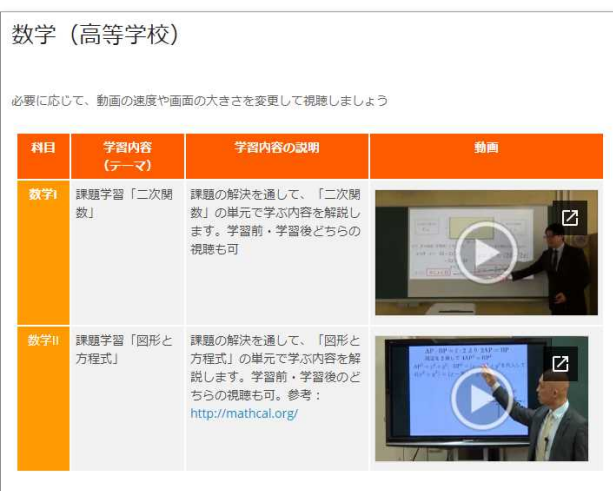 数学（高等学校）
必要に応じて、動画の速度や画面の大きさを変更して視聴しましょう
科目
学習内容
（テーマ）
学習内容の説明
動画
数学I
課題学習「二次関
数」
課題の解決を通して、「二次関
数」の単元で学ぶ内容を解説し
ます。学習前・学習後どちらの
視聴も可
数学II
課題学習「図形と
方程式」
課題の解決を通して、「図形と
方程式」の単元で学ぶ内容を解
説します。学習前・学習後のど
ちらの視聴も可。参考：
http://mathcal.org/